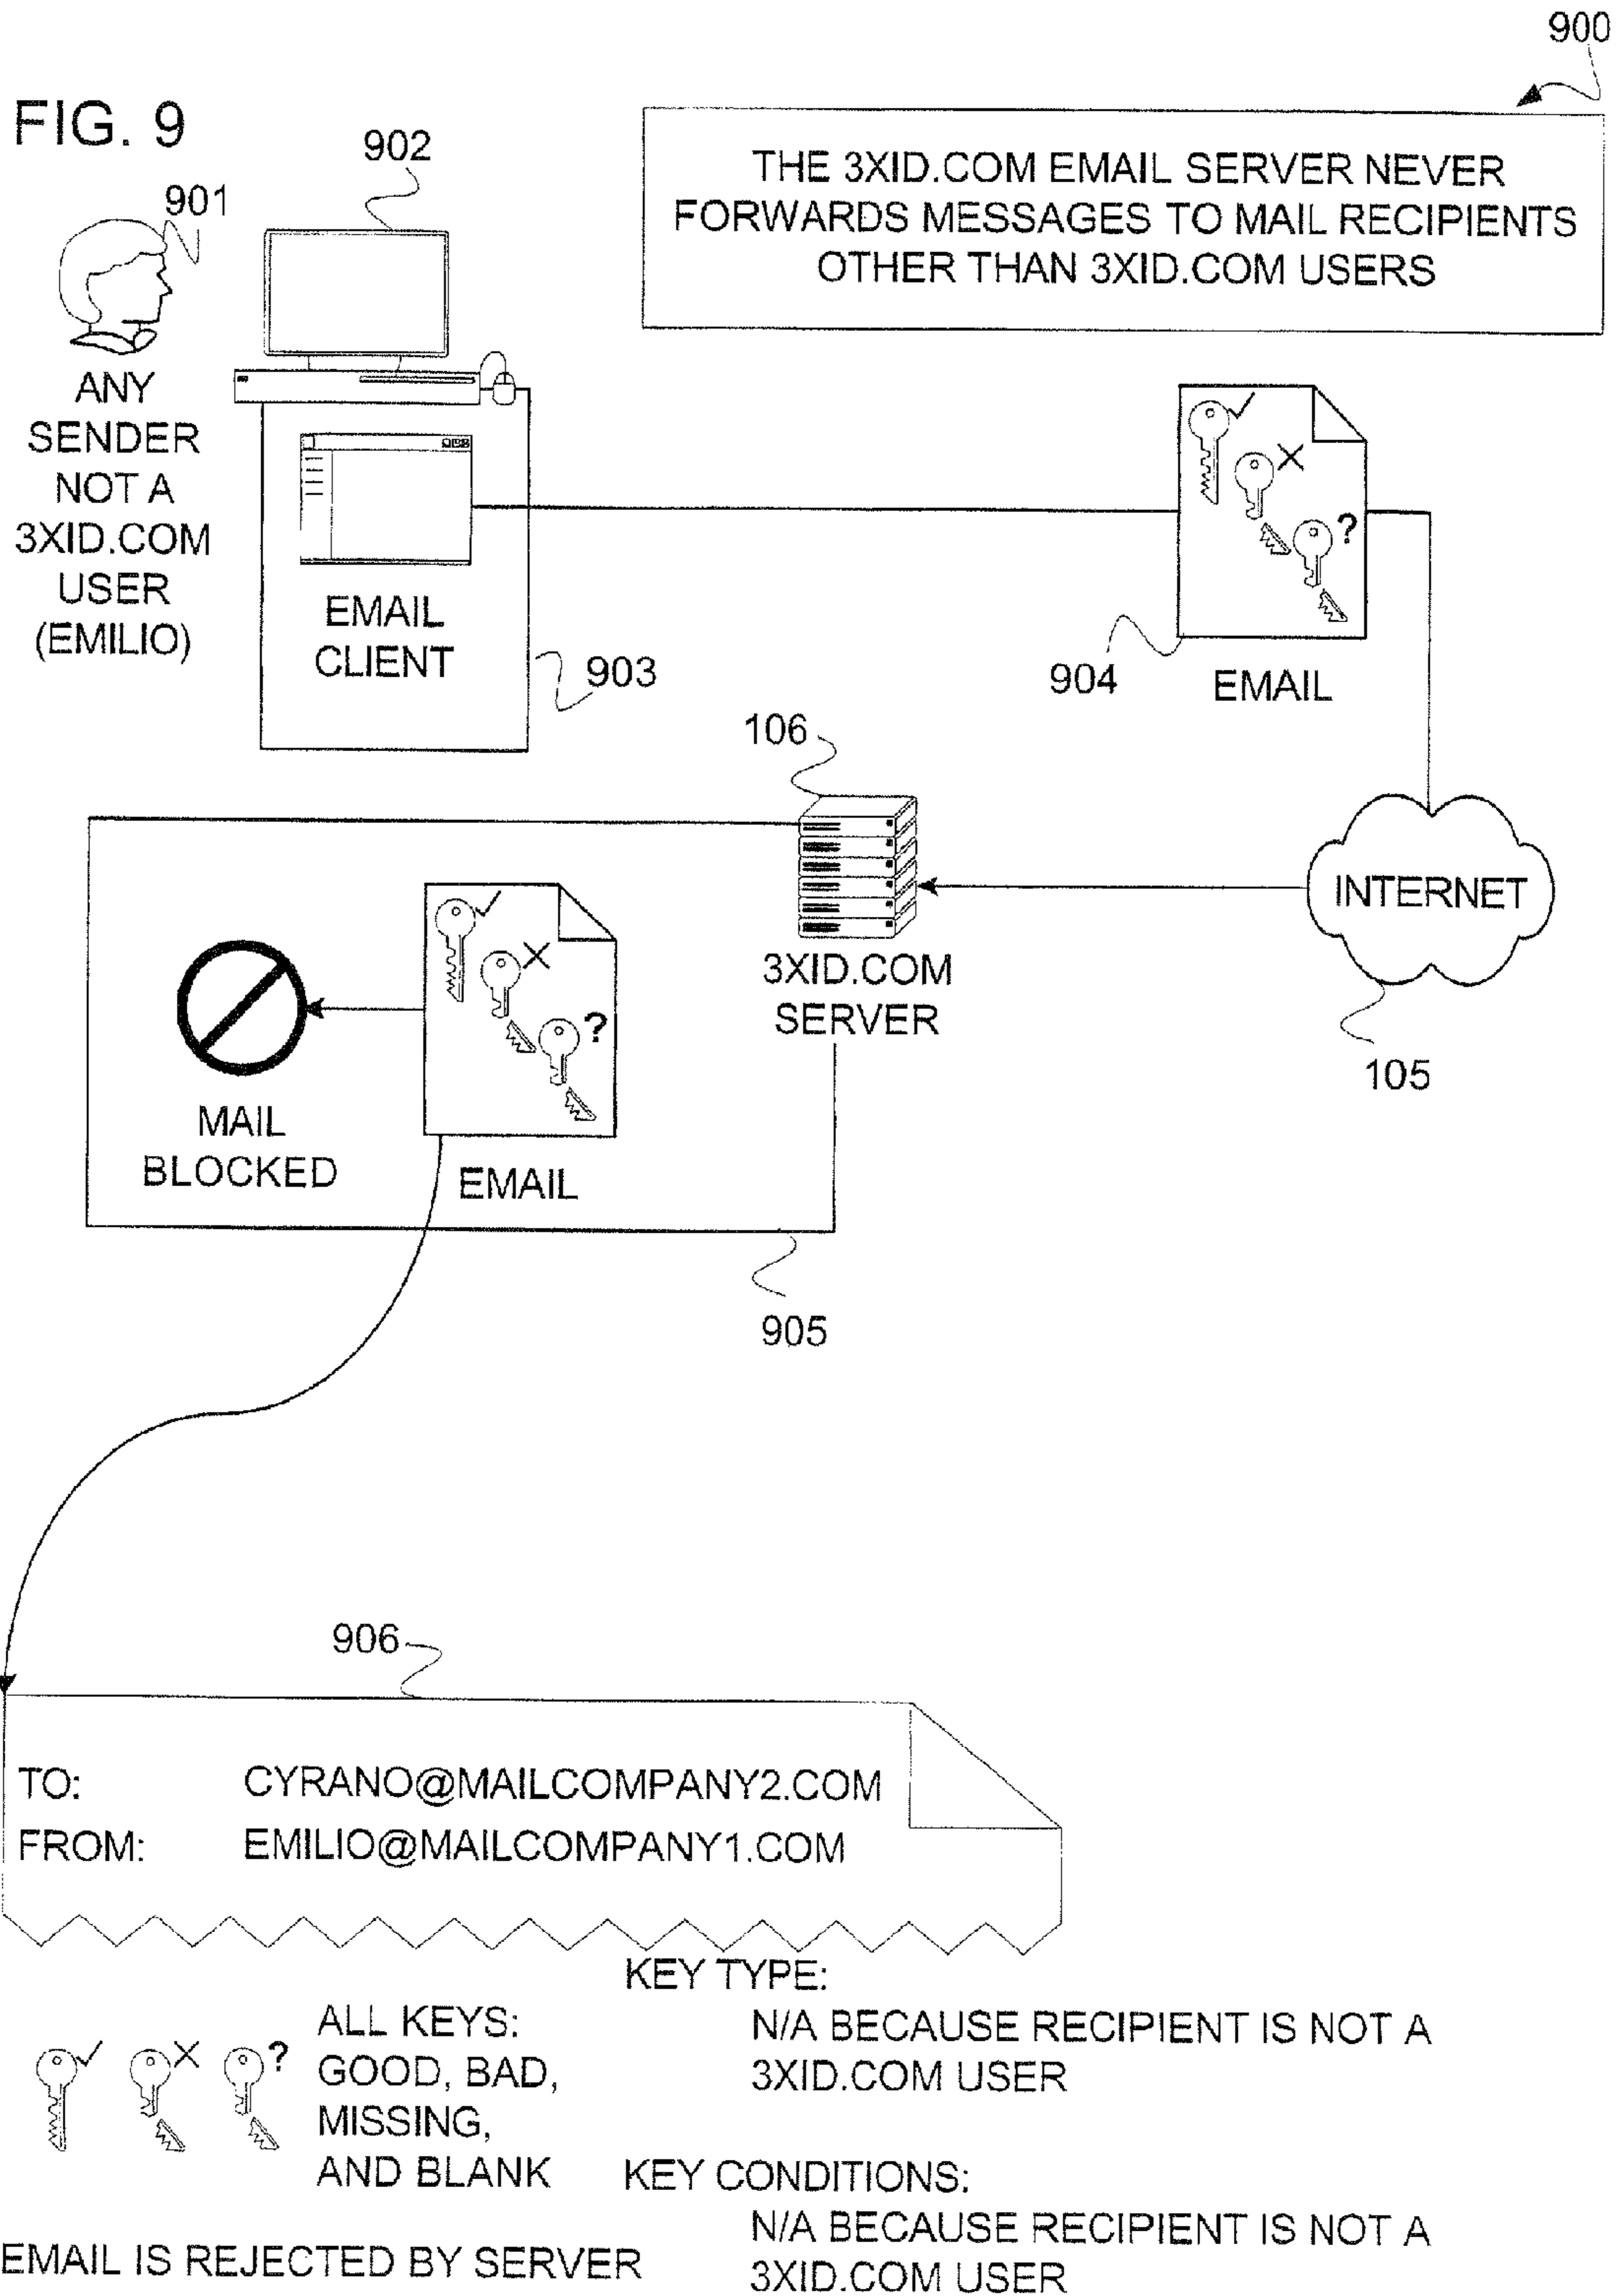 900
FIG. 9
THE 3XID.COM EMAIL SERVER NEVER
FORWARDS MESSAGES TO MAIL RECIPIENTS
OTHER THAN 3XID.COM USERS
902
901
ANY
SENDER
NOT A
3XID.COM
USER
(EMILIO)
EMAIL
CLIENT
903
904
EMAIL
?
106
3XID.COM
SERVER
INTERNET
105
MAIL
BLOCKED
EMAIL
?
905
906
TO: CYRANO@MAILCOMPANY2.COM
FROM: EMILIO@MAILCOMPANY1.COM
?
ALL KEYS:
GOOD, BAD,
MISSING,
AND BLANK
KEY TYPE:
N/A BECAUSE RECIPIENT IS NOT A
3XID.COM USER
KEY CONDITIONS:
N/A BECAUSE RECIPIENT IS NOT A
3XID.COM USER
EMAIL IS REJECTED BY SERVER